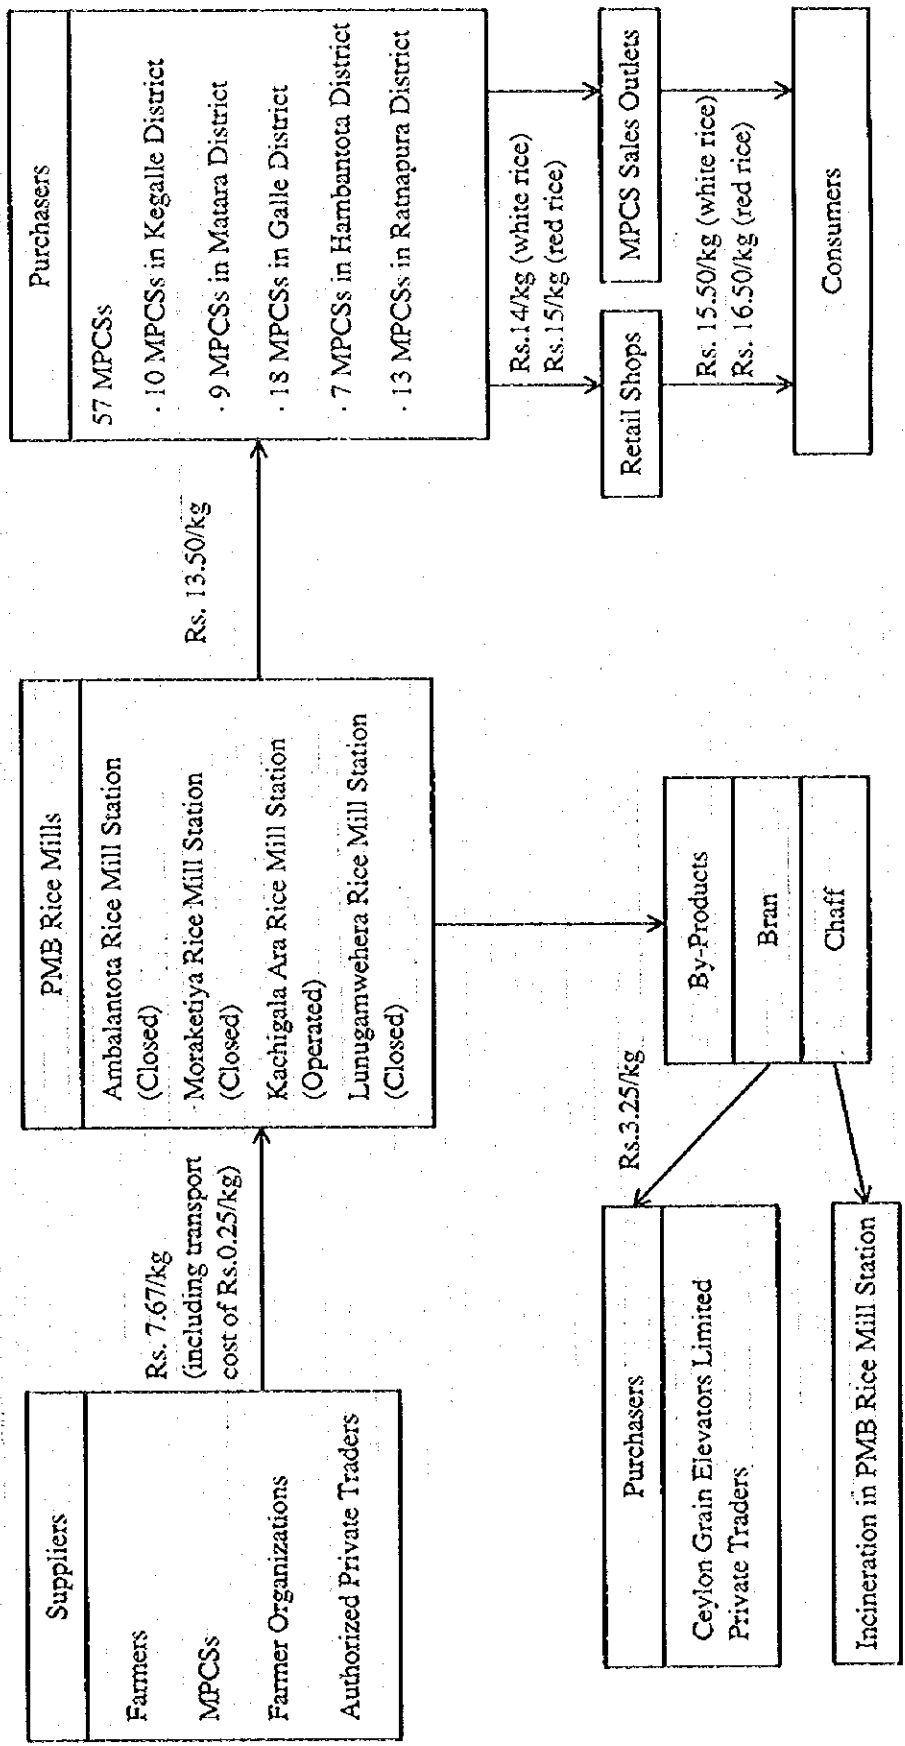 Suppliers
Farmers
MPCSs
Farmer Organizations
Authorized Private Traders
Rs. 7.67/kg
(including transport
cost of Rs.0.25/kg)
PMB Rice Mills
Ambalantota Rice Mill Station
(Closed)
Moraketiya Rice Mill Station
(Closed)
Kachigala Ara Rice Mill Station
(Operated)
Lunugamwehera Rice Mill Station
(Closed)
Rs. 13.50/kg
Purchasers
57 MPCSs
· 10 MPCSs in Kegalle District
· 9 MPCSs in Matara District
· 18 MPCSs in Galle District
· 7 MPCSs in Hambantota District
· 13 MPCSs in Ratnapura District
Rs.14/kg (white rice)
Rs.15/kg (red rice)
Retail Shops
MPCS Sales Outlets
Rs. 15.50/kg (white rice)
Rs. 16.50/kg (red rice)
Consumers
By-Products
Bran
Chaff
Rs.3.25/kg
Purchasers
Ceylon Grain Elevators Limited
Private Traders
Incineration in PMB Rice Mill Station